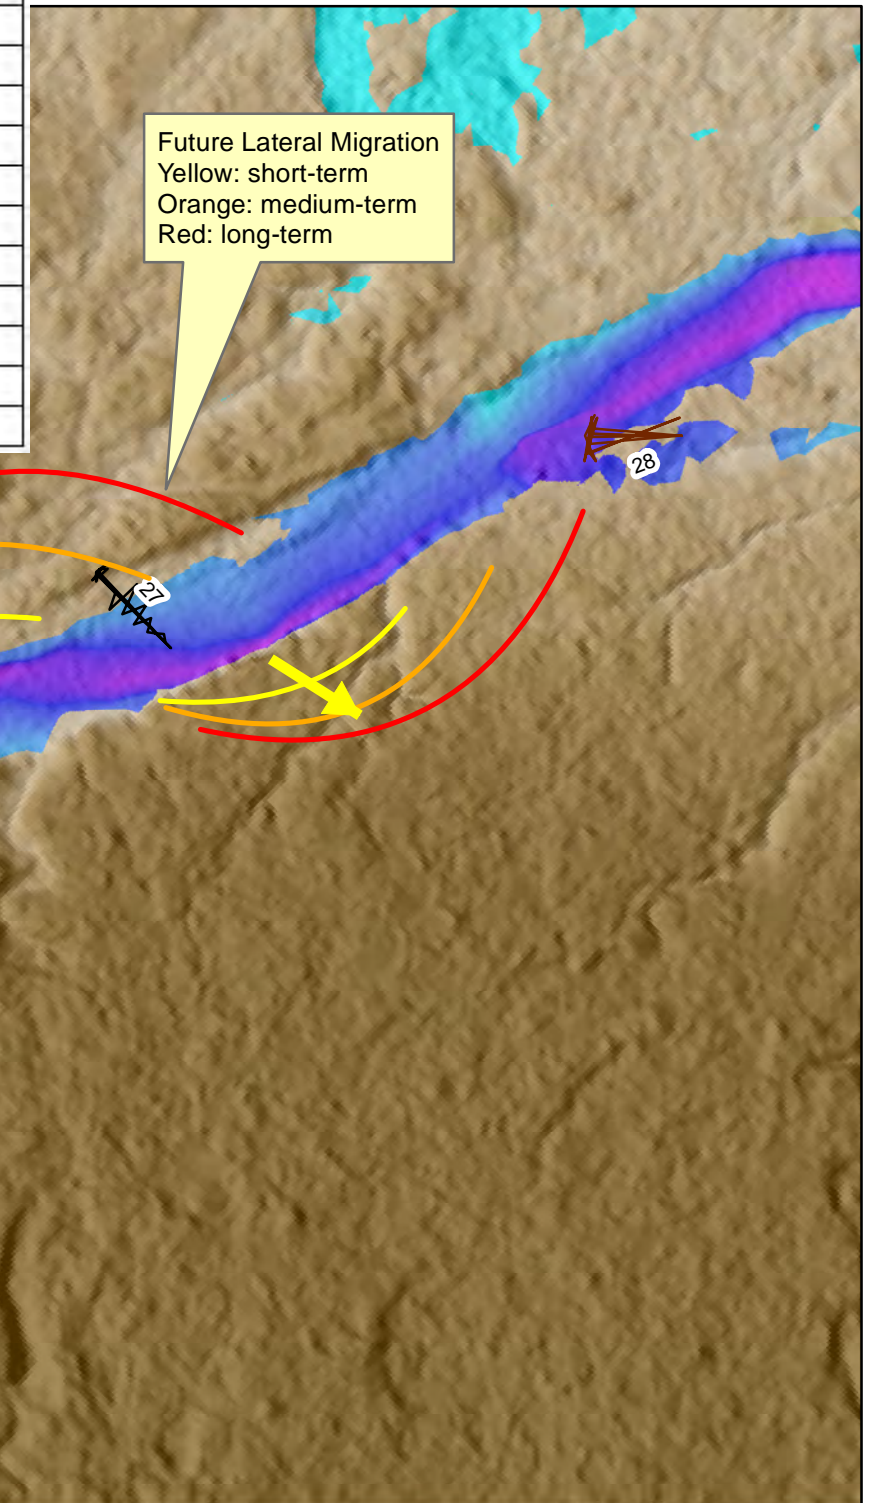 Future Lateral Migration
Yellow: short-term
Orange: medium-term
Red: long-term
28
27